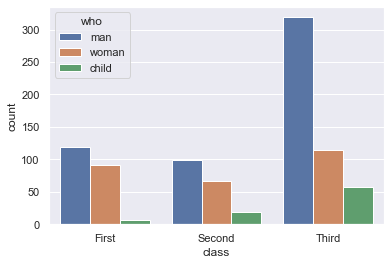 who
man
woman
child
300
250
200
150
100
50
0
count
First Second Third
class